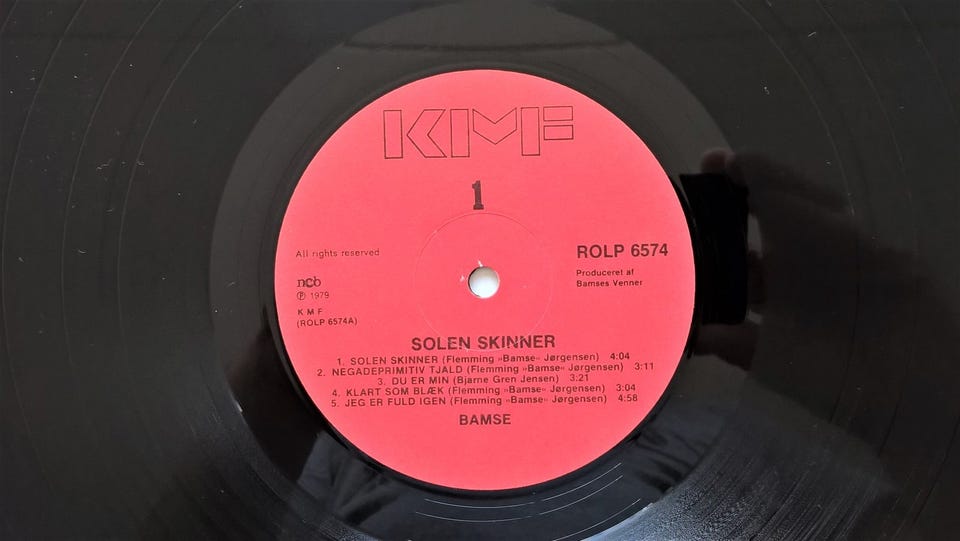 KMF
1
All rights reserved
ROLP 6574
Produceret af
Bamses Venner
ncb
℗ 1979
K M F
(ROLP 6574A)
SOLEN SKINNER
1. SOLEN SKINNER (Flemming »Bamse« Jørgensen) 4:04
2. NEGADEPRIMITIV TJALD (Flemming »Bamse« Jørgensen) 3:11
3. DU ER MIN (Bjarne Gren Jensen) 3:21
4. KLART SOM BLÆK (Flemming »Bamse« Jørgensen) 3:04
5. JEG ER FULD IGEN (Flemming »Bamse« Jørgensen) 4:58
BAMSE